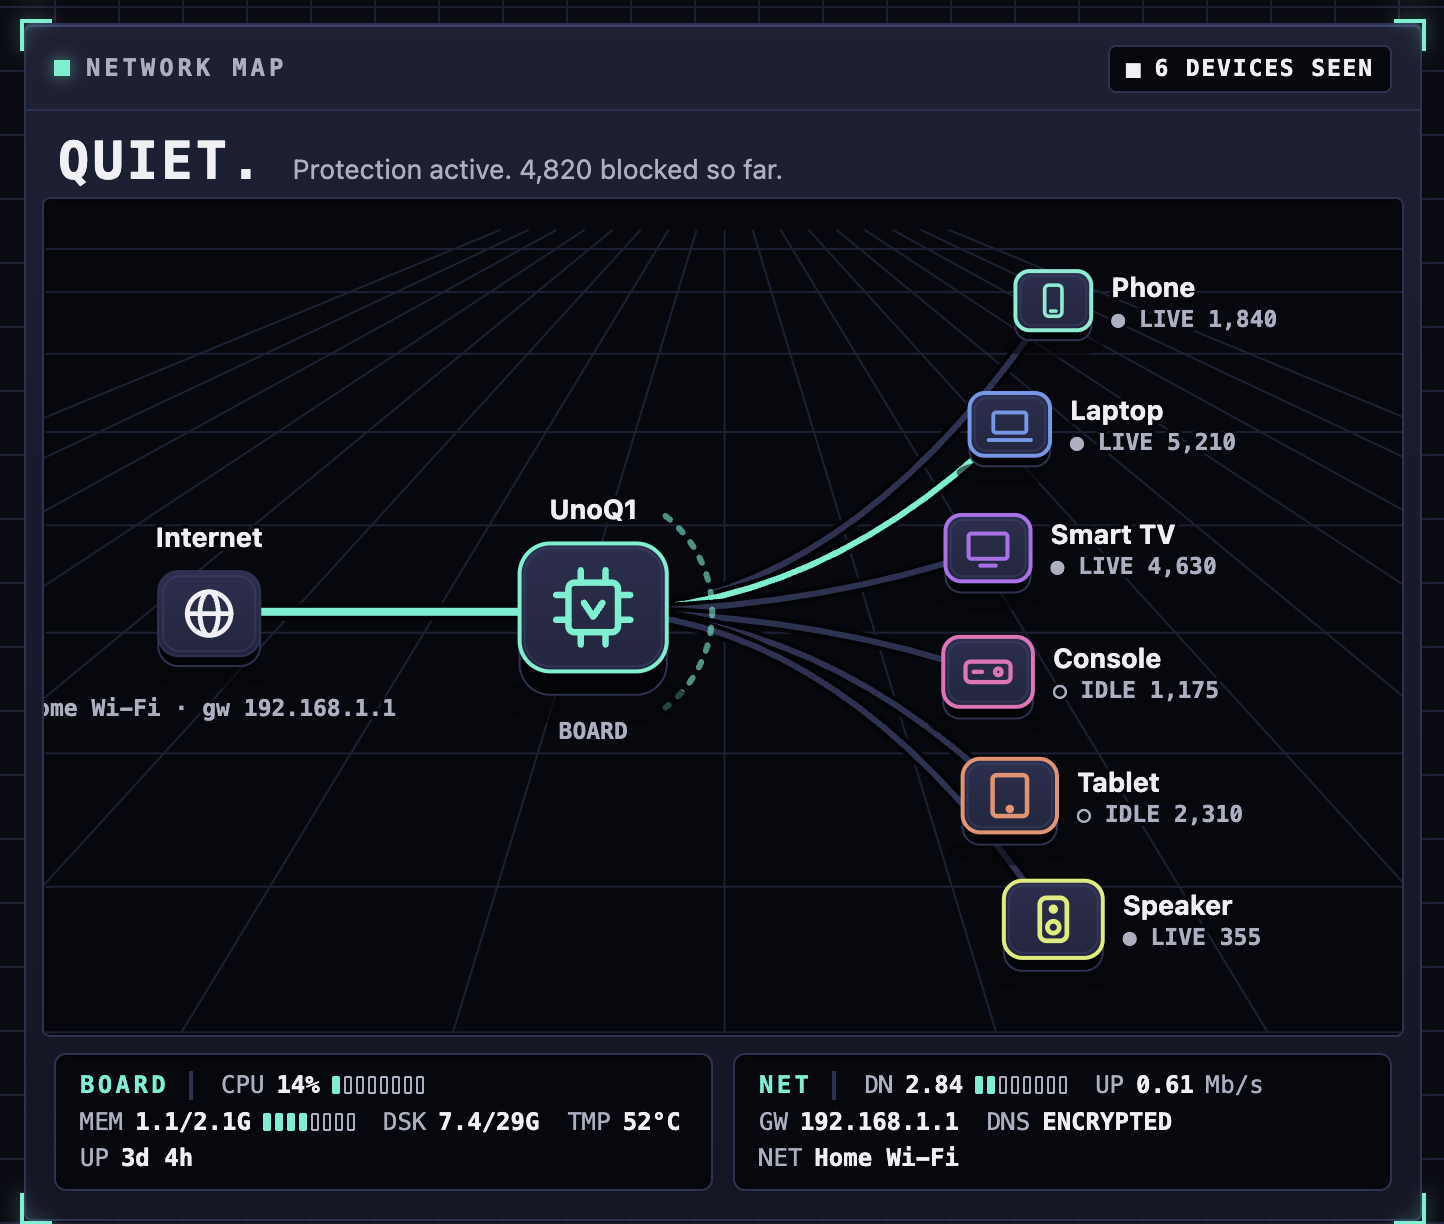 NETWORK MAP
6 DEVICES SEEN
QUIET.
Protection active. 4,820 blocked so far.
Phone
LIVE 1,840
Laptop
LIVE 5,210
UnoQ1
Internet
Smart TV
LIVE 4,630
Console
IDLE 1,175
ome Wi-Fi · gw 192.168.1.1
BOARD
Tablet
IDLE 2,310
Speaker
LIVE 355
BOARD CPU 14%
MEM 1.1/2.1G DSK 7.4/29G TMP 52°C
UP 3d 4h
NET DN 2.84 UP 0.61 Mb/s
GW 192.168.1.1 DNS ENCRYPTED
NET Home Wi-Fi